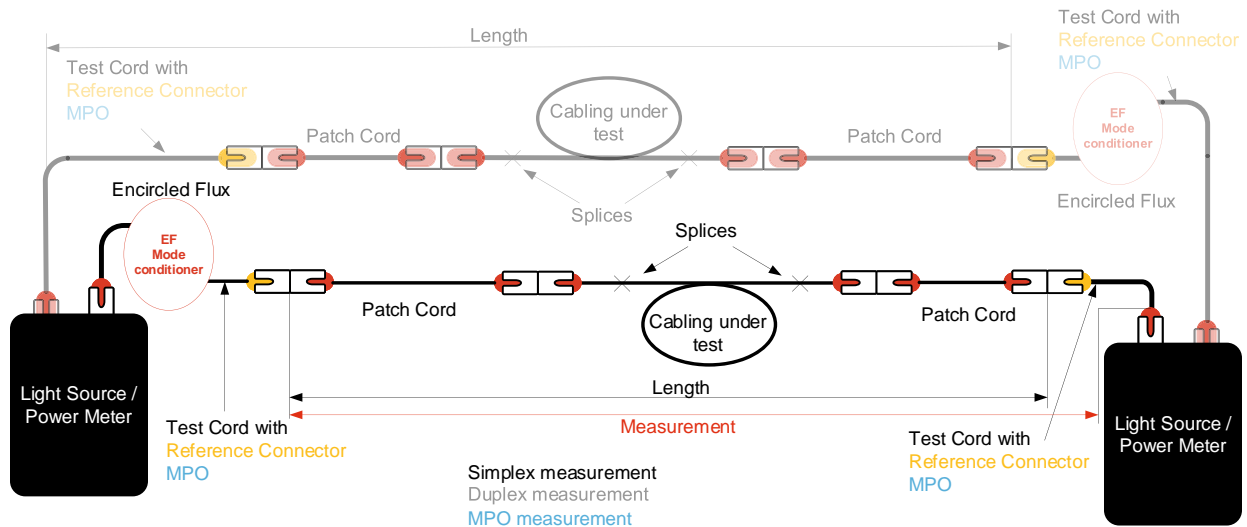 Length
Test Cord with
Reference Connector
MPO
Test Cord with
Reference Connector
MPO
Patch Cord
Cabling under
test
Patch Cord
EF
Mode
conditioner
Encircled Flux
Splices
Encircled Flux
EF
Mode
conditioner
Splices
Patch Cord
Cabling under
test
Patch Cord
Light Source /
Power Meter
Length
Measurement
Light Source /
Power Meter
Test Cord with
Reference Connector
MPO
Test Cord with
Reference Connector
MPO
Simplex measurement
Duplex measurement
MPO measurement